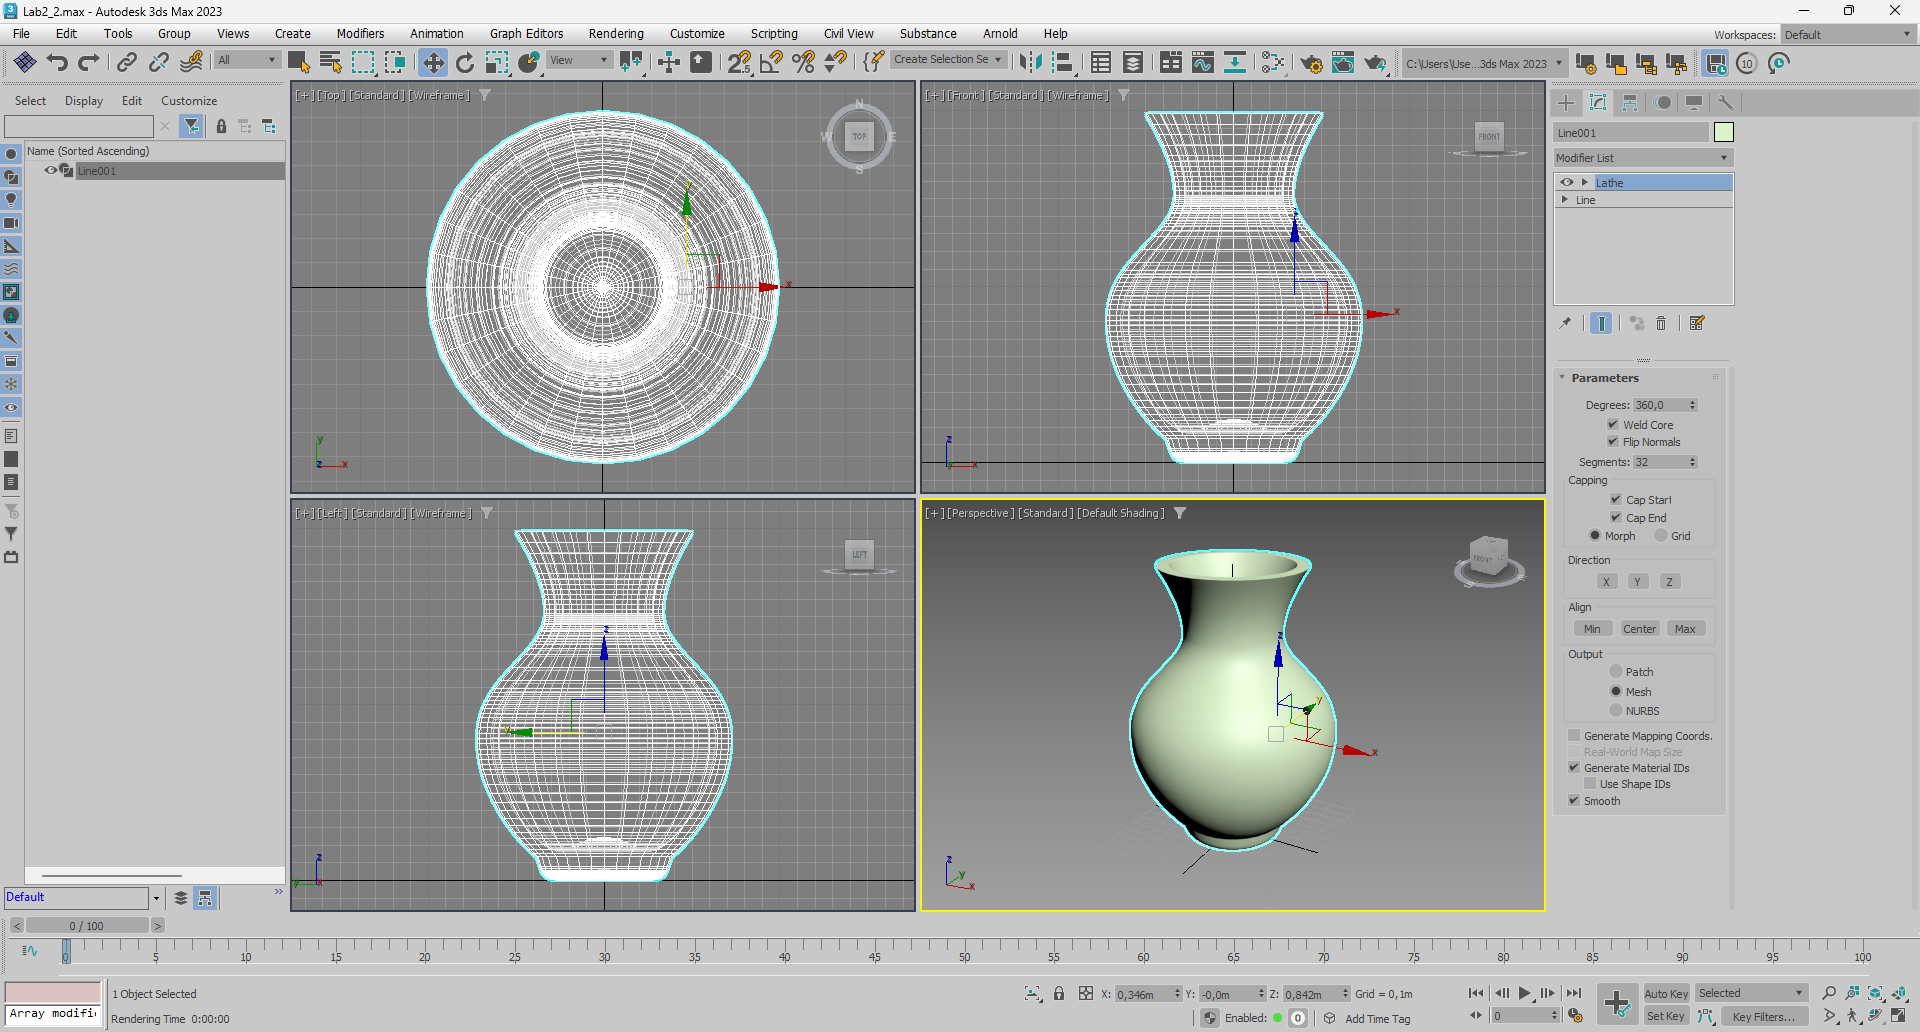 Lab2_2.max - Autodesk 3ds Max 2023
File Edit Tools Group Views Create Modifiers Animation Graph Editors Rendering Customize Scripting Civil View Substance Arnold Help
Workspaces: Default
All View Create Selection Se C:\Users\Use...3ds Max 2023 10
Select Display Edit Customize
Name (Sorted Ascending)
Line001
[+] [Top] [Standard] [Wireframe]
N
W TOP E
S
y
x
y
z x
[+] [Front] [Standard] [Wireframe]
FRONT
x
z
y x
[+] [Left] [Standard] [Wireframe]
LEFT
z
y
z
y x
[+] [Perspective] [Standard] [Default Shading]
FRONT
S E
z
y
x
z
y
x
Line001
Modifier List
Lathe
Line
Parameters
Degrees: 360,0
Weld Core
Flip Normals
Segments: 32
Capping
Cap Start
Cap End
Morph Grid
Direction
X Y Z
Align
Min Center Max
Output
Patch
Mesh
NURBS
Generate Mapping Coords.
Real-World Map Size
Generate Material IDs
Use Shape IDs
Smooth
Default
< 0 / 100 >
0 5 10 15 20 25 30 35 40 45 50 55 60 65 70 75 80 85 90 95 100
1 Object Selected
X: 0,346m Y: -0,0m Z: 0,842m Grid = 0,1m
Auto Key Selected
Array modifi
Rendering Time 0:00:00
Enabled: 0 Add Time Tag
0
Set Key Key Filters...